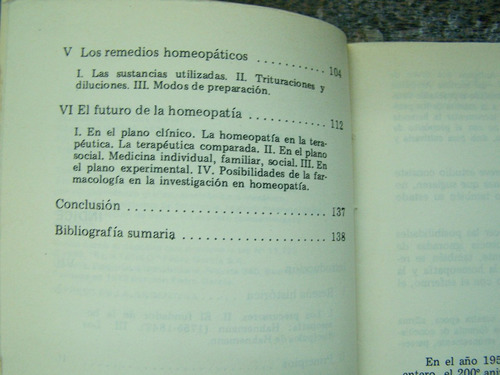 V Los remedios homeopáticos . . . . . . . . . . . 104
I. Las sustancias utilizadas. II. Trituraciones y
diluciones. III. Modos de preparación.
VI El futuro de la homeopatía . . . . . . . . . . . 112
I. En el plano clínico. La homeopatía en la tera-
péutica. La terapéutica comparada. II. En el plano
social. Medicina individual, familiar, social. III. En
el plano experimental. IV. Posibilidades de la far-
macología en la investigación en homeopatía.
Conclusión . . . . . . . . . . . . . . . . . . 137
Bibliografía sumaria . . . . . . . . . . . . . . 138
En el año 195
entero, el 200º ani